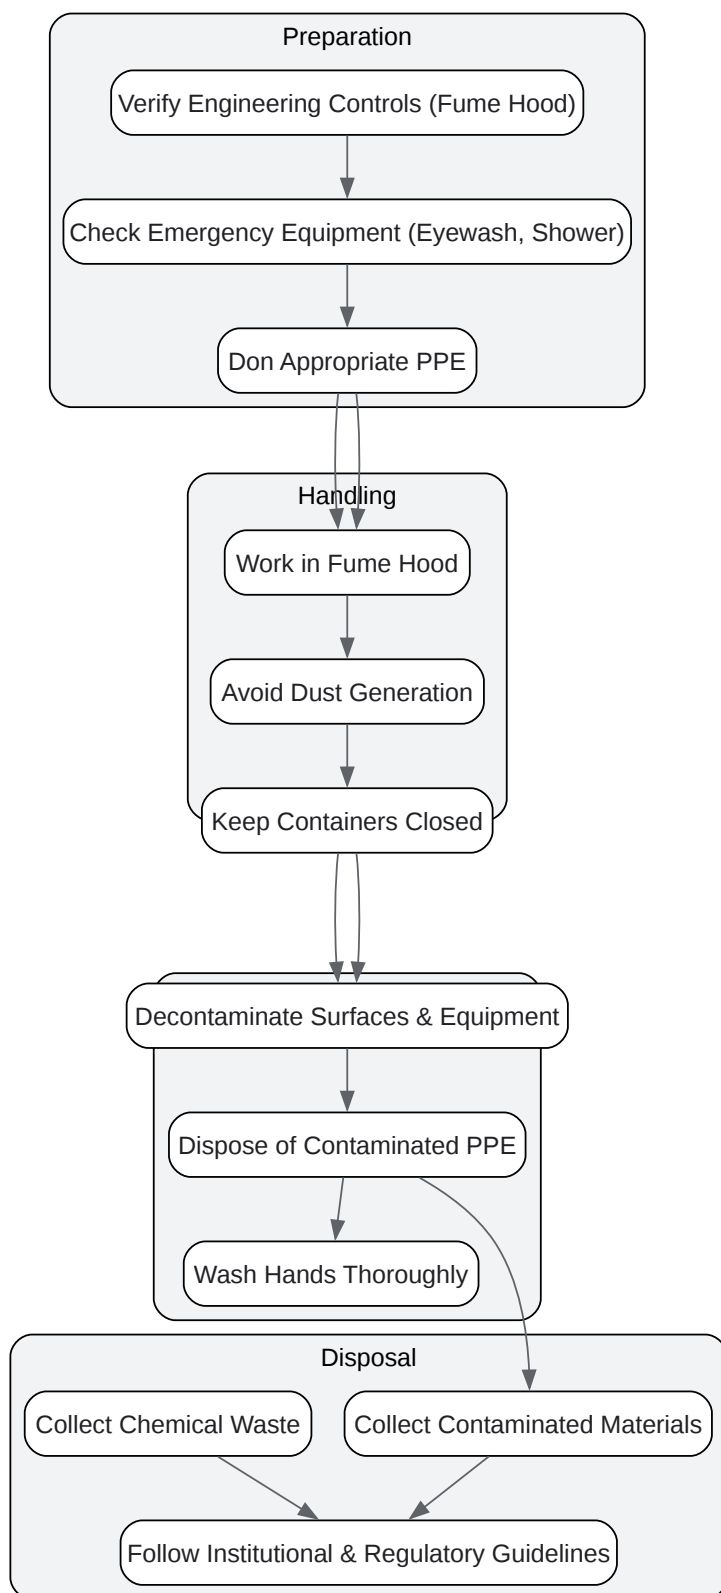 Preparation
Verify Engineering Controls (Fume Hood)
Check Emergency Equipment (Eyewash, Shower)
Don Appropriate PPE
Handling
Work in Fume Hood
Avoid Dust Generation
Keep Containers Closed
Decontaminate Surfaces & Equipment
Dispose of Contaminated PPE
Wash Hands Thoroughly
Disposal
Collect Chemical Waste
Collect Contaminated Materials
Follow Institutional & Regulatory Guidelines